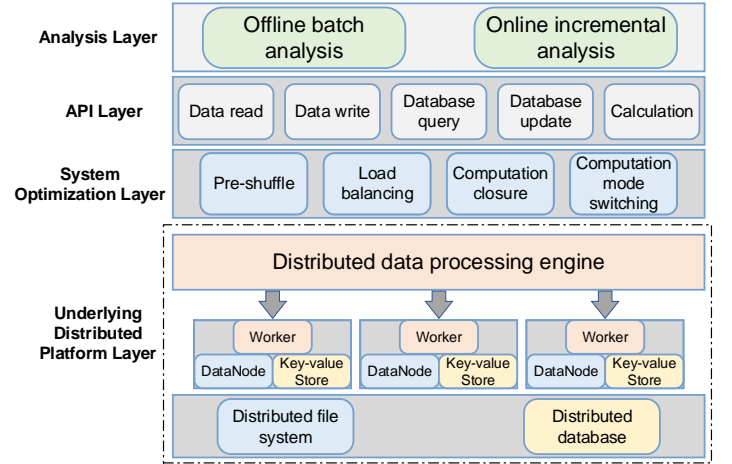 Analysis Layer
Offline batch
analysis
Online incremental
analysis
API Layer
Data read
Data write
Database
query
Database
update
Calculation
System
Optimization Layer
Pre-shuffle
Load
balancing
Computation
closure
Computation
mode
switching
Underlying
Distributed
Platform Layer
Distributed data processing engine
Worker
DataNode
Key-value
Store
Worker
DataNode
Key-value
Store
Worker
DataNode
Key-value
Store
Distributed file
system
Distributed
database